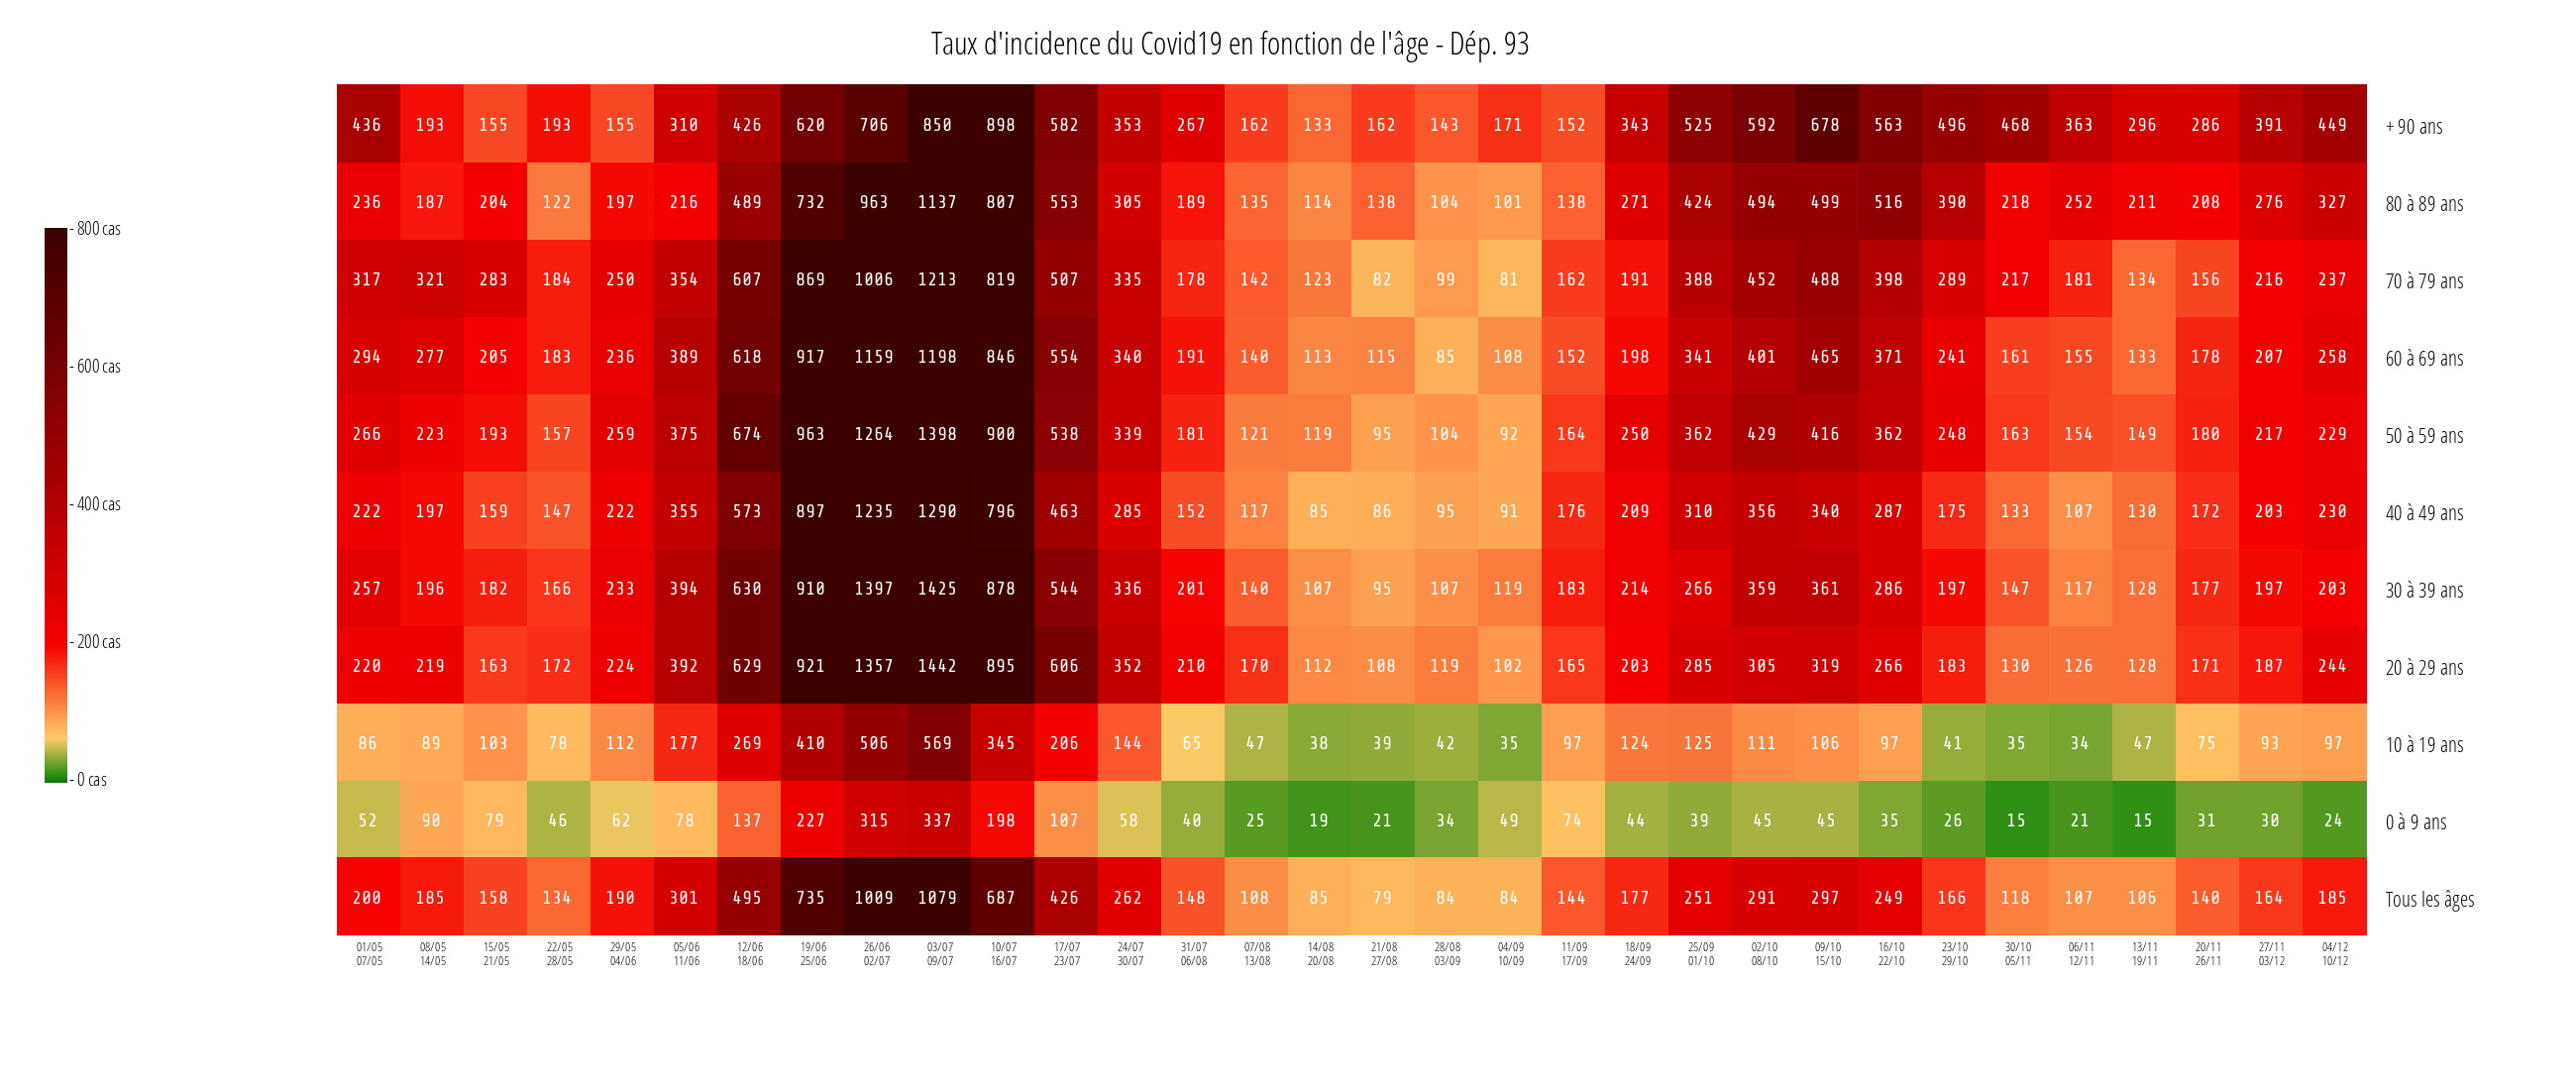 Taux d'incidence du Covid19 en fonction de l'âge - Dép. 93
436 193 155 193 155 310 426 620 706 850 898 582 353 267 162 133 162 143 171 152 343 525 592 678 563 496 468 363 296 286 391 449 + 90 ans
236 187 204 122 197 216 489 732 963 1137 807 553 305 189 135 114 138 104 101 138 271 424 494 499 516 390 218 252 211 208 276 327 80 à 89 ans
- 800 cas
317 321 283 184 250 354 607 869 1006 1213 819 507 335 178 142 123 82 99 81 162 191 388 452 488 398 289 217 181 134 156 216 237 70 à 79 ans
294 277 205 183 236 389 618 917 1159 1198 846 554 340 191 140 113 115 85 108 152 198 341 401 465 371 241 161 155 133 178 207 258 60 à 69 ans
- 600 cas
266 223 193 157 259 375 674 963 1264 1398 900 538 339 181 121 119 95 104 92 164 250 362 429 416 362 248 163 154 149 180 217 229 50 à 59 ans
- 400 cas
222 197 159 147 222 355 573 897 1235 1290 796 463 285 152 117 85 86 95 91 176 209 310 356 340 287 175 133 107 130 172 203 230 40 à 49 ans
257 196 182 166 233 394 630 910 1397 1425 878 544 336 201 140 107 95 107 119 183 214 266 359 361 286 197 147 117 128 177 197 203 30 à 39 ans
- 200 cas
220 219 163 172 224 392 629 921 1357 1442 895 606 352 210 170 112 108 119 102 165 203 285 305 319 266 183 130 126 128 171 187 244 20 à 29 ans
86 89 103 78 112 177 269 410 506 569 345 206 144 65 47 38 39 42 35 97 124 125 111 106 97 41 35 34 47 75 93 97 10 à 19 ans
- 0 cas
52 90 79 46 62 78 137 227 315 337 198 107 58 40 25 19 21 34 49 74 44 39 45 45 35 26 15 21 15 31 30 24 0 à 9 ans
200 185 158 134 190 301 495 735 1009 1079 687 426 262 148 108 85 79 84 84 144 177 251 291 297 249 166 118 107 106 140 164 185 Tous les âges
01/05 08/05 15/05 22/05 29/05 05/06 12/06 19/06 26/06 03/07 10/07 17/07 24/07 31/07 07/08 14/08 21/08 28/08 04/09 11/09 18/09 25/09 02/10 09/10 16/10 23/10 30/10 06/11 13/11 20/11 27/11 04/12
07/05 14/05 21/05 28/05 04/06 11/06 18/06 25/06 02/07 09/07 16/07 23/07 30/07 06/08 13/08 20/08 27/08 03/09 10/09 17/09 24/09 01/10 08/10 15/10 22/10 29/10 05/11 12/11 19/11 26/11 03/12 10/12